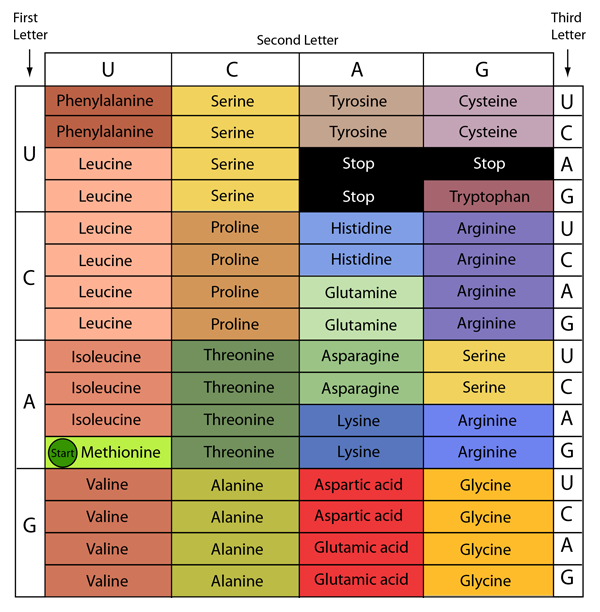 First Letter
Second Letter
Third Letter
U C A G
U
Phenylalanine Serine Tyrosine Cysteine U
Phenylalanine Serine Tyrosine Cysteine C
Leucine Serine Stop Stop A
Leucine Serine Stop Tryptophan G
C
Leucine Proline Histidine Arginine U
Leucine Proline Histidine Arginine C
Leucine Proline Glutamine Arginine A
Leucine Proline Glutamine Arginine G
A
Isoleucine Threonine Asparagine Serine U
Isoleucine Threonine Asparagine Serine C
Isoleucine Threonine Lysine Arginine A
Start Methionine Threonine Lysine Arginine G
G
Valine Alanine Aspartic acid Glycine U
Valine Alanine Aspartic acid Glycine C
Valine Alanine Glutamic acid Glycine A
Valine Alanine Glutamic acid Glycine G